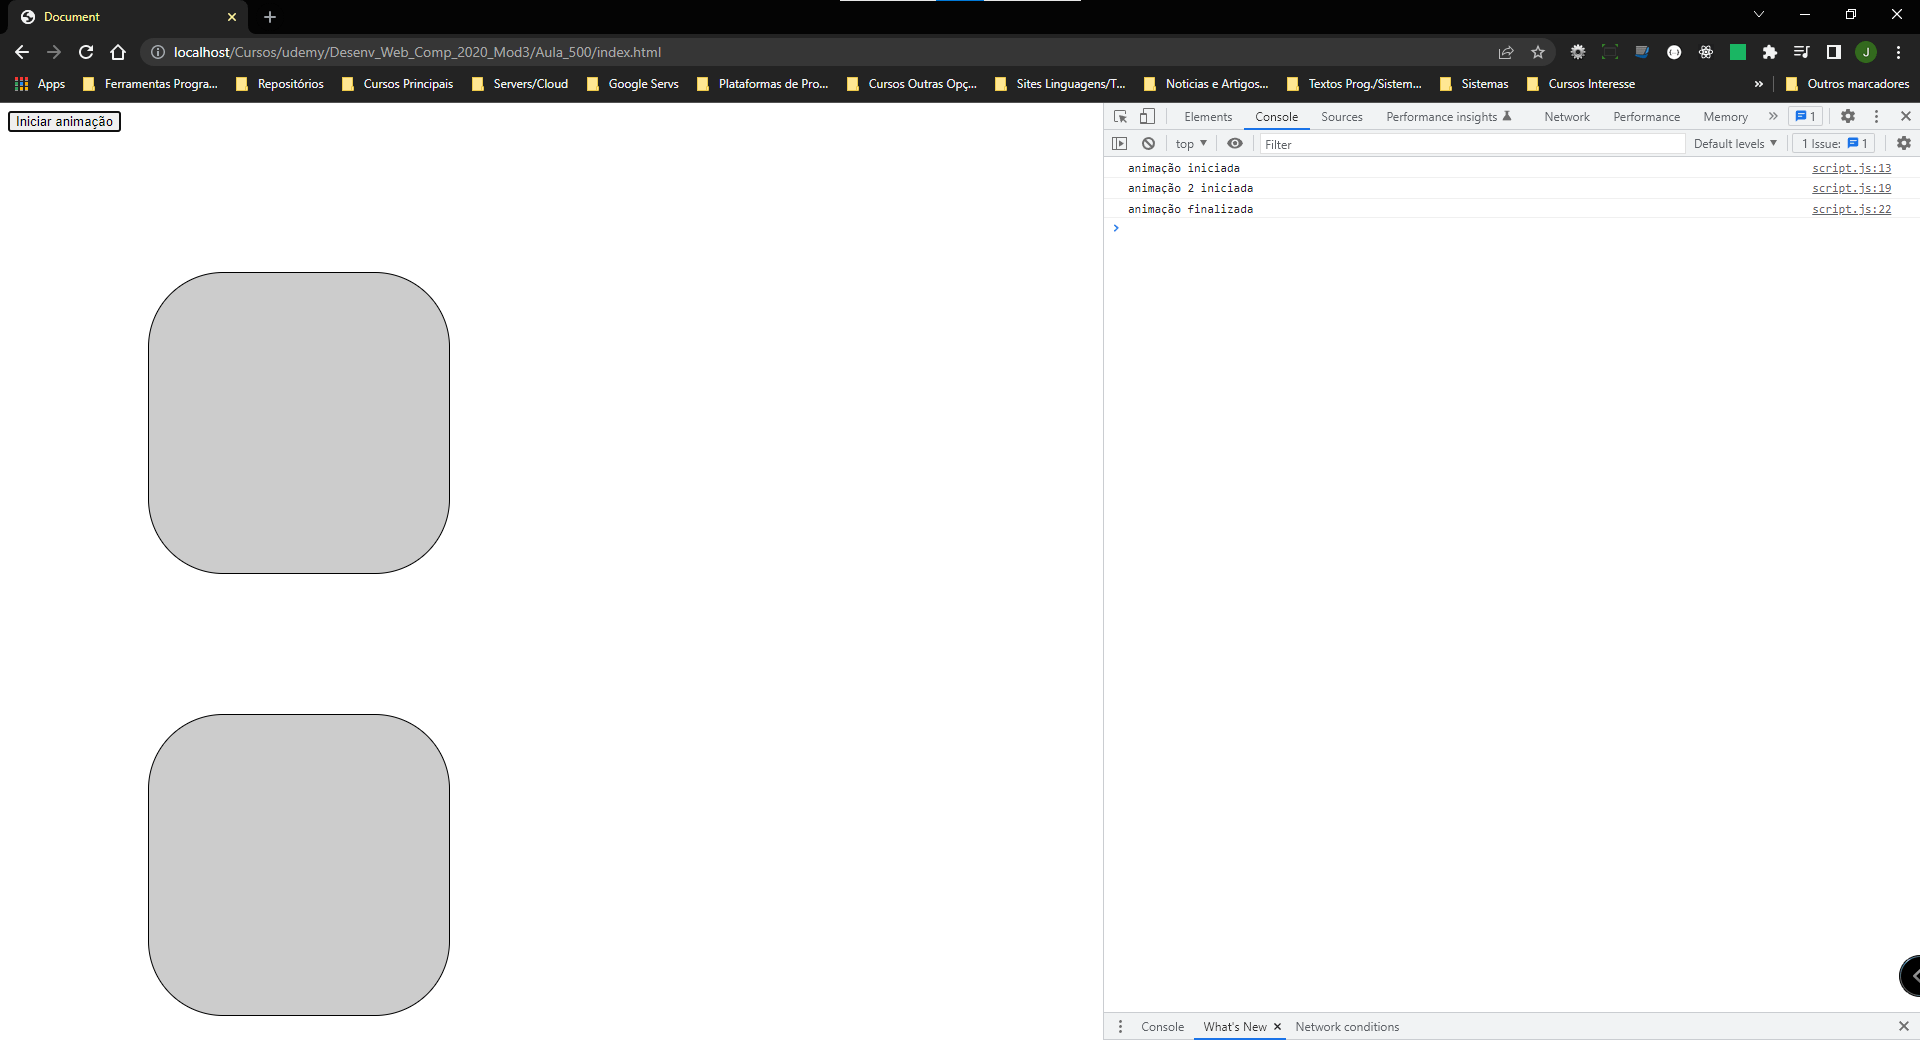 Document
localhost/Cursos/udemy/Desenv_Web_Comp_2020_Mod3/Aula_500/index.html
J
Apps Ferramentas Progra... Repositórios Cursos Principais Servers/Cloud Google Servs Plataformas de Pro... Cursos Outras Opç... Sites Linguagens/T... Noticias e Artigos... Textos Prog./Sistem... Sistemas Cursos Interesse » Outros marcadores
Iniciar animação
Elements Console Sources Performance insights Network Performance Memory » 1
top Filter Default levels 1 Issue: 1
animação iniciada script.js:13
animação 2 iniciada script.js:19
animação finalizada script.js:22
Console What's New Network conditions